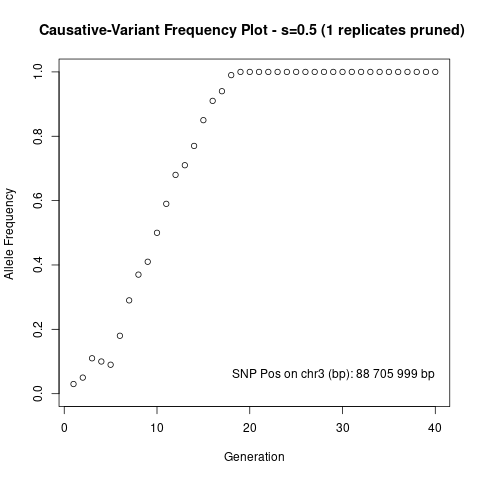 Causative-Variant Frequency Plot - s=0.5 (1 replicates pruned)
1.0
0.8
0.6
0.4
0.2
0.0
Allele Frequency
SNP Pos on chr3 (bp): 88 705 999 bp
0 10 20 30 40
Generation